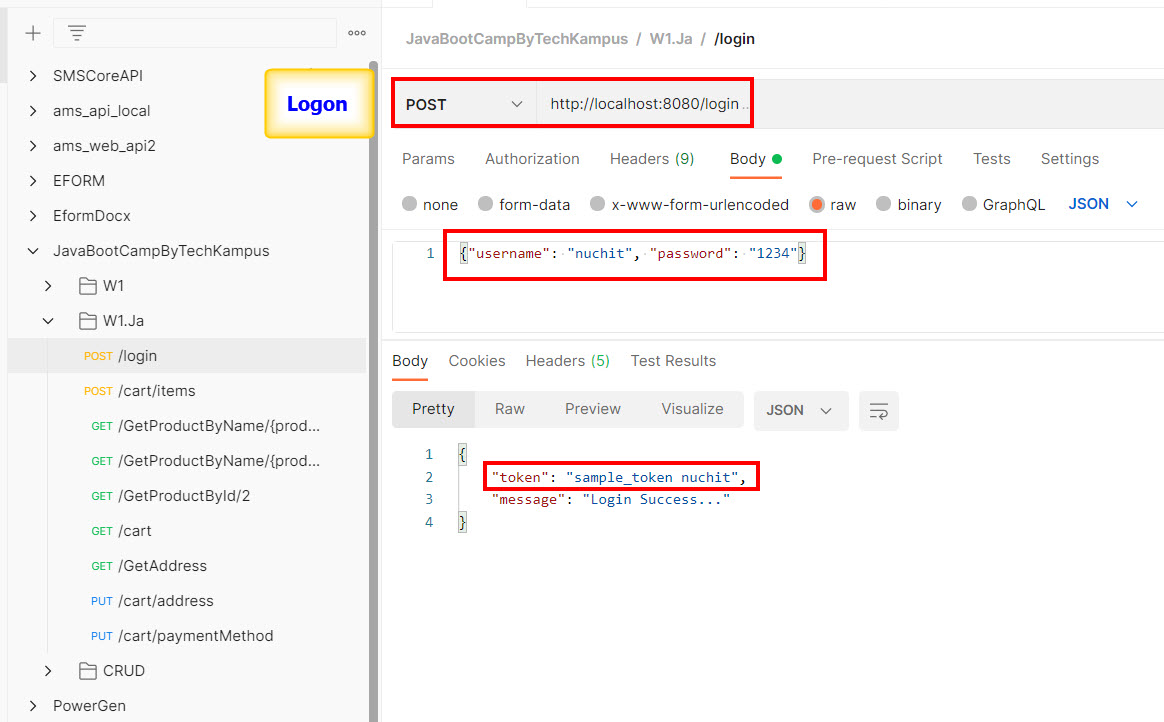 SMSCoreAPI
ams_api_local
ams_web_api2
EFORM
EformDocx
JavaBootCampByTechKampus
W1
W1.Ja
POST /login
POST /cart/items
GET /GetProductByName/{prod...
GET /GetProductByName/{prod...
GET /GetProductById/2
GET /cart
GET /GetAddress
PUT /cart/address
PUT /cart/paymentMethod
CRUD
PowerGen
Logon
JavaBootCampByTechKampus / W1.Ja / /login
POST http://localhost:8080/login ...
Params Authorization Headers (9) Body Pre-request Script Tests Settings
none form-data x-www-form-urlencoded raw binary GraphQL JSON
1 {"username": "nuchit", "password": "1234"}
Body Cookies Headers (5) Test Results
Pretty Raw Preview Visualize JSON
1 {
2 "token": "sample_token nuchit",
3 "message": "Login Success..."
4 }